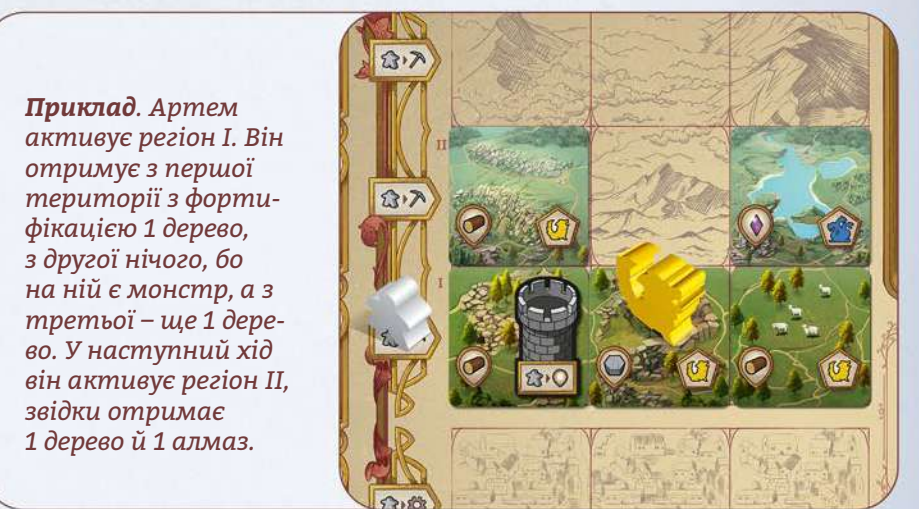 Приклад. Артем
активує регіон I. Він
отримує з першої
території з форти-
фікацією 1 дерево,
з другої нічого, бо
на ній є монстр, а з
третьої – ще 1 дере-
во. У наступний хід
він активує регіон II,
звідки отримає
1 дерево й 1 алмаз.
II
I